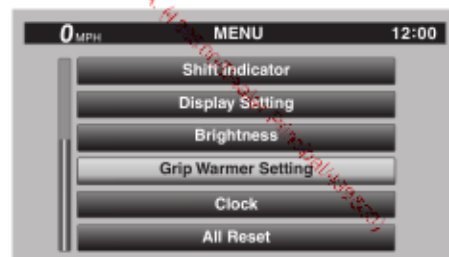 0 MPH MENU 12:00
Shift Indicator
Display Setting
Brightness
Grip Warmer Setting
Clock
All Reset